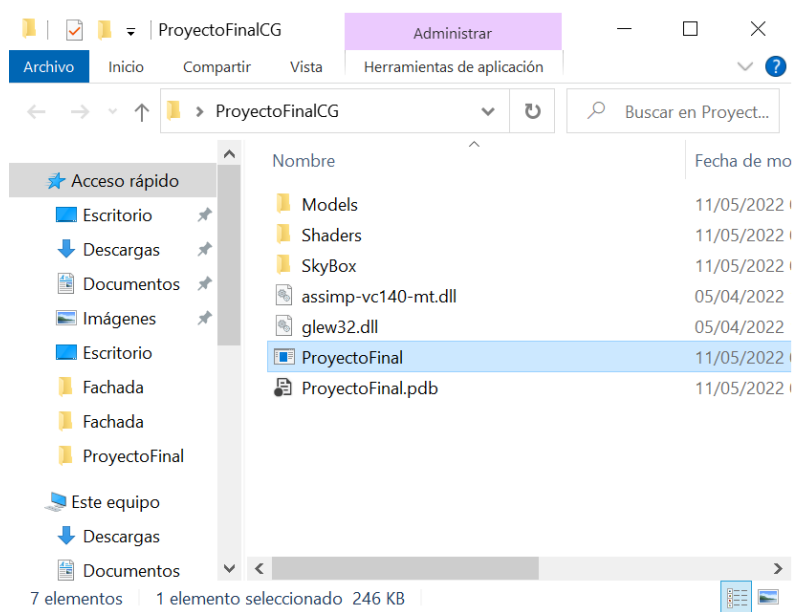 ProyectoFinalCG
Administrar
Archivo Inicio Compartir Vista Herramientas de aplicación
ProyectoFinalCG
Buscar en Proyect...
Nombre Fecha de mo
Acceso rápido
Escritorio
Descargas
Documentos
Imágenes
Escritorio
Fachada
Fachada
ProyectoFinal
Este equipo
Descargas
Documentos
Models 11/05/2022
Shaders 11/05/2022
SkyBox 11/05/2022
assimp-vc140-mt.dll 05/04/2022
glew32.dll 05/04/2022
ProyectoFinal 11/05/2022
ProyectoFinal.pdb 11/05/2022
7 elementos 1 elemento seleccionado 246 KB